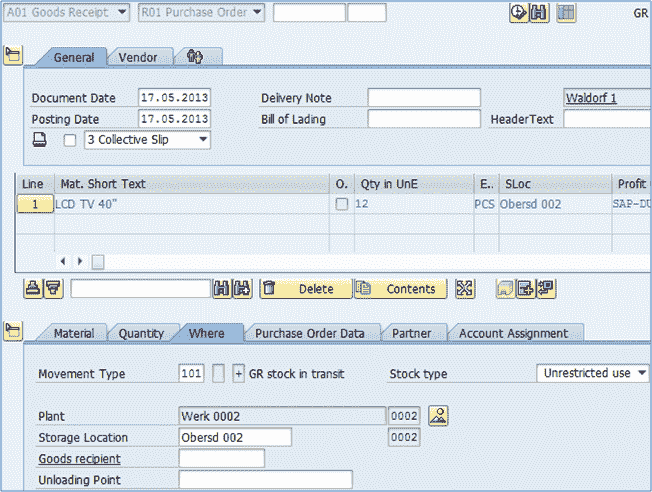 A01 Goods Receipt R01 Purchase Order GR
General Vendor
Document Date 17.05.2013 Delivery Note Waldorf 1
Posting Date 17.05.2013 Bill of Lading HeaderText
3 Collective Slip
Line Mat. Short Text O. Qty in UnE E.. SLoc Profit
1 LCD TV 40" 12 PCS Obersd 002 SAP-DU
Delete Contents
Material Quantity Where Purchase Order Data Partner Account Assignment
Movement Type 101 + GR stock in transit Stock type Unrestricted use
Plant Werk 0002 0002
Storage Location Obersd 002 0002
Goods recipient
Unloading Point